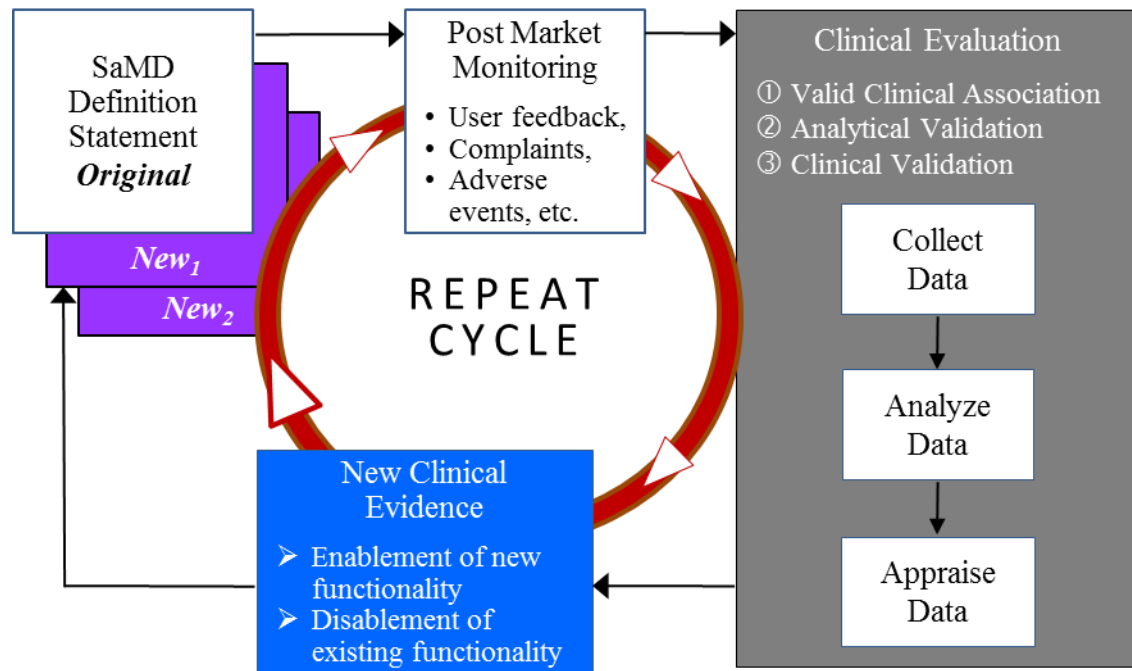 SaMD
Definition
Statement
Original
New1
New2
Post Market
Monitoring
• User feedback,
• Complaints,
• Adverse
events, etc.
REPEAT
CYCLE
New Clinical
Evidence
➢ Enablement of new
functionality
➢ Disablement of
existing functionality
Clinical Evaluation
① Valid Clinical Association
② Analytical Validation
③ Clinical Validation
Collect
Data
Analyze
Data
Appraise
Data